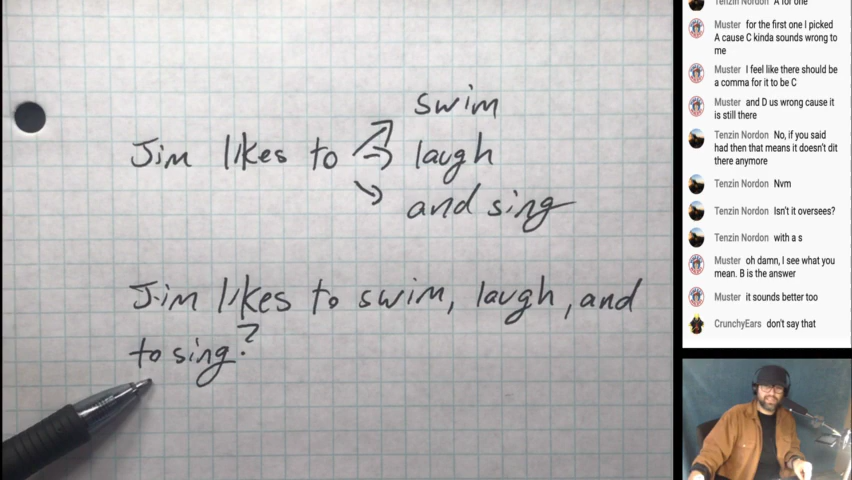 swim
Jim likes to laugh
and sing
Jim likes to swim, laugh, and
to sing?
Tenzin Nordon A for one
Muster for the first one I picked
A cause C kinda sounds wrong to
me
Muster I feel like there should be
a comma for it to be C
Muster and D us wrong cause it
is still there
Tenzin Nordon No, if you said
had then that means it doesn't dit
there anymore
Tenzin Nordon Nvm
Tenzin Nordon Isn't it oversees?
Tenzin Nordon with a s
Muster oh damn, I see what you
mean. B is the answer
Muster it sounds better too
CrunchyEars don't say that